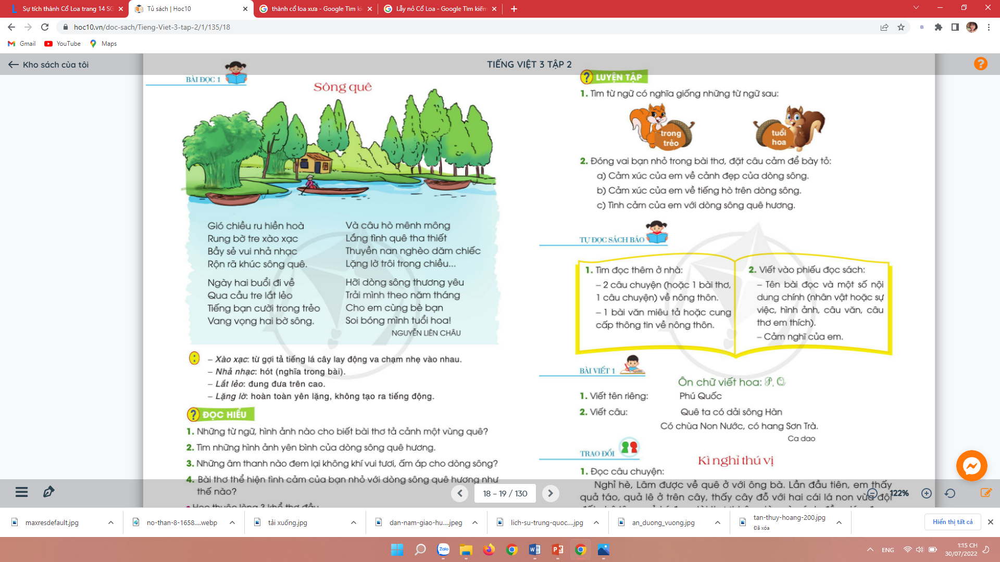 Sự tích thành Cổ Loa trang 14 SG
Tủ sách | Hoc10
thành cổ loa xưa - Google Tìm ki
Lẫy nỏ Cổ Loa - Google Tìm kiếm
hoc10.vn/doc-sach/Tieng-Viet-3-tap-2/1/135/18
Gmail
YouTube
Maps
Kho sách của tôi
TIẾNG VIỆT 3 TẬP 2
BÀI ĐỌC 1
Sông quê
Gió chiều ru hiền hoà
Rung bờ tre xào xạc
Bầy sẻ vui nhả nhạc
Rộn rã khúc sông quê.
Ngày hai buổi đi về
Qua cầu tre lắt lẻo
Tiếng bạn cười trong trẻo
Vang vọng hai bờ sông.
Và câu hò mênh mông
Lắng tình quê tha thiết
Thuyền nan nghèo dăm chiếc
Lặng lờ trôi trong chiều...
Hỡi dòng sông thương yêu
Trải mình theo năm tháng
Cho em cùng bè bạn
Soi bóng mình tuổi hoa!
NGUYỄN LIÊN CHÂU
– Xào xạc: từ gợi tả tiếng lá cây lay động va chạm nhẹ vào nhau.
– Nhả nhạc: hót (nghĩa trong bài).
– Lắt lẻo: đung đưa trên cao.
– Lặng lờ: hoàn toàn yên lặng, không tạo ra tiếng động.
? ĐỌC HIỂU
1. Những từ ngữ, hình ảnh nào cho biết bài thơ tả cảnh một vùng quê?
2. Tìm những hình ảnh yên bình của dòng sông quê hương.
3. Những âm thanh nào đem lại không khí vui tươi, ấm áp cho dòng sông?
4. Bài thơ thể hiện tình cảm của bạn nhỏ với dòng sông quê hương như
thế nào?
• Học thuộc lòng 3 khổ thơ đầu.
? LUYỆN TẬP
1. Tìm từ ngữ có nghĩa giống những từ ngữ sau:
trong
trẻo
tuổi
hoa
2. Đóng vai bạn nhỏ trong bài thơ, đặt câu cảm để bày tỏ:
a) Cảm xúc của em về cảnh đẹp của dòng sông.
b) Cảm xúc của em về tiếng hò trên dòng sông.
c) Tình cảm của em với dòng sông quê hương.
TỰ ĐỌC SÁCH BÁO
1. Tìm đọc thêm ở nhà:
– 2 câu chuyện (hoặc 1 bài thơ,
1 câu chuyện) về nông thôn.
– 1 bài văn miêu tả hoặc cung
cấp thông tin về nông thôn.
2. Viết vào phiếu đọc sách:
– Tên bài đọc và một số nội
dung chính (nhân vật hoặc sự
việc, hình ảnh, câu văn, câu
thơ em thích).
– Cảm nghĩ của em.
BÀI VIẾT 1
Ôn chữ viết hoa: P, Q
1. Viết tên riêng: Phú Quốc
2. Viết câu: Quê ta có dải sông Hàn
Có chùa Non Nước, có hang Sơn Trà.
Ca dao
TRAO ĐỔI
Kì nghỉ thú vị
1. Đọc câu chuyện:
Nghỉ hè, Lâm được về quê ở với ông bà. Lần đầu tiên, em thấy
quả táo, quả lê ở trên cây, thấy cây đỗ với hai cái lá non vừa đội
18 – 19 / 130
122%
maxresdefault.jpg
no-than-8-1658....webp
tải xuống.jpg
dan-nam-giao-hu....jpeg
lich-su-trung-quoc....jpg
an_duong_vuong.jpg
tan-thuy-hoang-200.jpg
Đã xóa
Hiển thị tất cả
Zalo
ENG
1:15 CH
30/07/2022